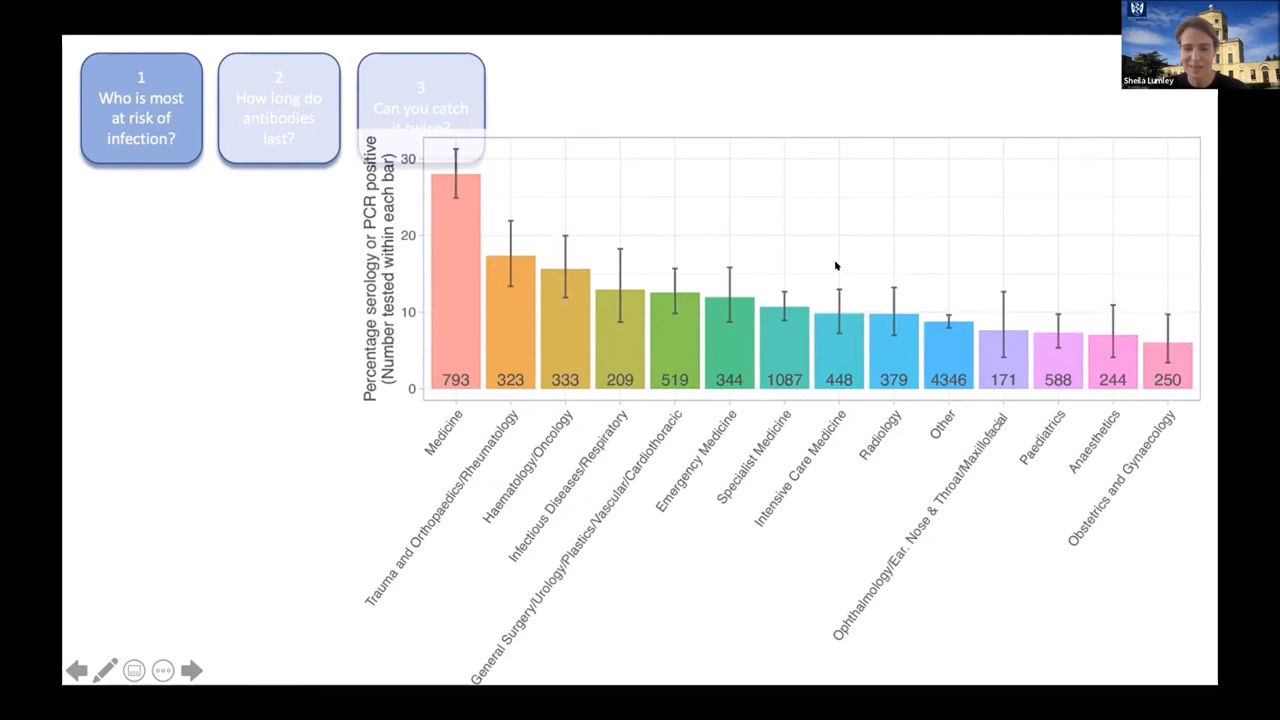 Sheila Lumley
1
Who is most
at risk of
infection?
2
How long do
antibodies
last?
3
Can you catch
it twice?
Percentage serology or PCR positive
(Number tested within each bar)
30
20
10
0
793 323 333 209 519 344 1087 448 379 4346 171 588 244 250
Medicine
Trauma and Orthopaedics/Rheumatology
Haematology/Oncology
Infectious Diseases/Respiratory
General Surgery/Urology/Plastics/Vascular/Cardiothoracic
Emergency Medicine
Specialist Medicine
Intensive Care Medicine
Radiology
Other
Ophthalmology/Ear. Nose & Throat/Maxillofacial
Paediatrics
Anaesthetics
Obstetrics and Gynaecology